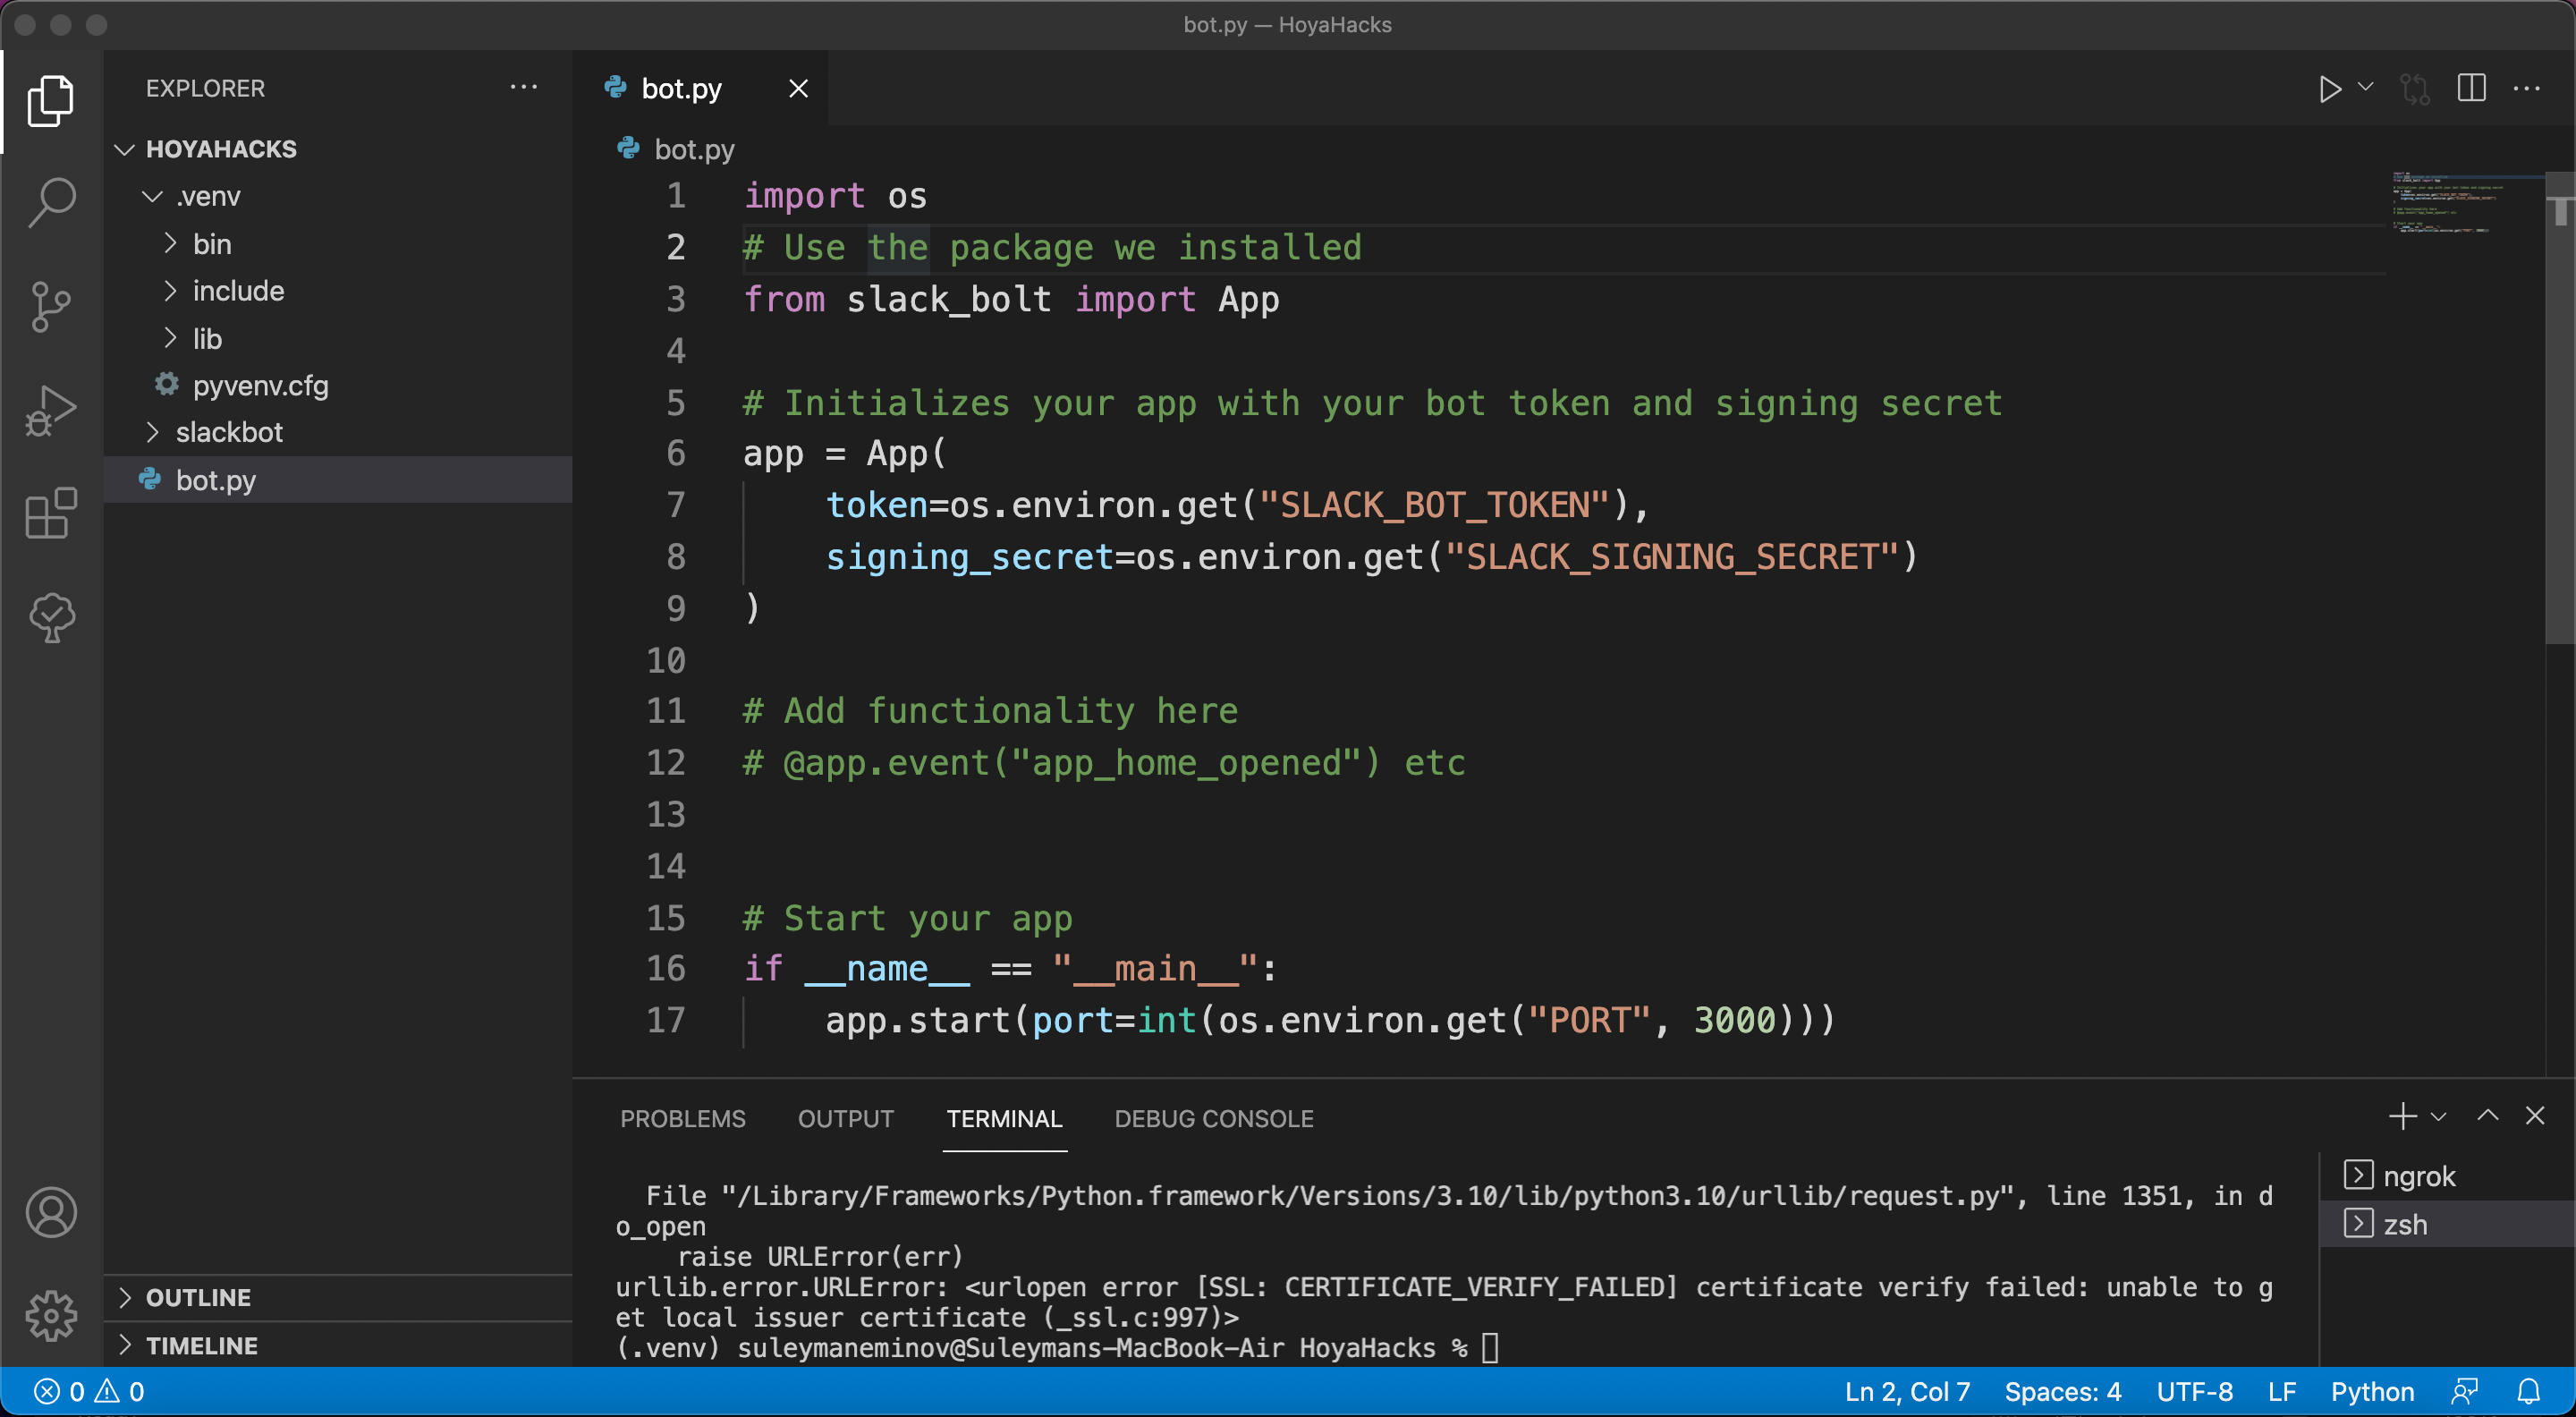 bot.py — HoyaHacks
EXPLORER
HOYAHACKS
.venv
bin
include
lib
pyvenv.cfg
slackbot
bot.py
OUTLINE
TIMELINE
bot.py
bot.py
1 import os
2 # Use the package we installed
3 from slack_bolt import App
4
5 # Initializes your app with your bot token and signing secret
6 app = App(
7     token=os.environ.get("SLACK_BOT_TOKEN"),
8     signing_secret=os.environ.get("SLACK_SIGNING_SECRET")
9 )
10
11 # Add functionality here
12 # @app.event("app_home_opened") etc
13
14
15 # Start your app
16 if __name__ == "__main__":
17     app.start(port=int(os.environ.get("PORT", 3000)))
PROBLEMS OUTPUT TERMINAL DEBUG CONSOLE
  File "/Library/Frameworks/Python.framework/Versions/3.10/lib/python3.10/urllib/request.py", line 1351, in d
o_open
    raise URLError(err)
urllib.error.URLError: <urlopen error [SSL: CERTIFICATE_VERIFY_FAILED] certificate verify failed: unable to g
et local issuer certificate (_ssl.c:997)>
(.venv) suleymaneminov@Suleymans-MacBook-Air HoyaHacks %
ngrok
zsh
0 0 Ln 2, Col 7 Spaces: 4 UTF-8 LF Python